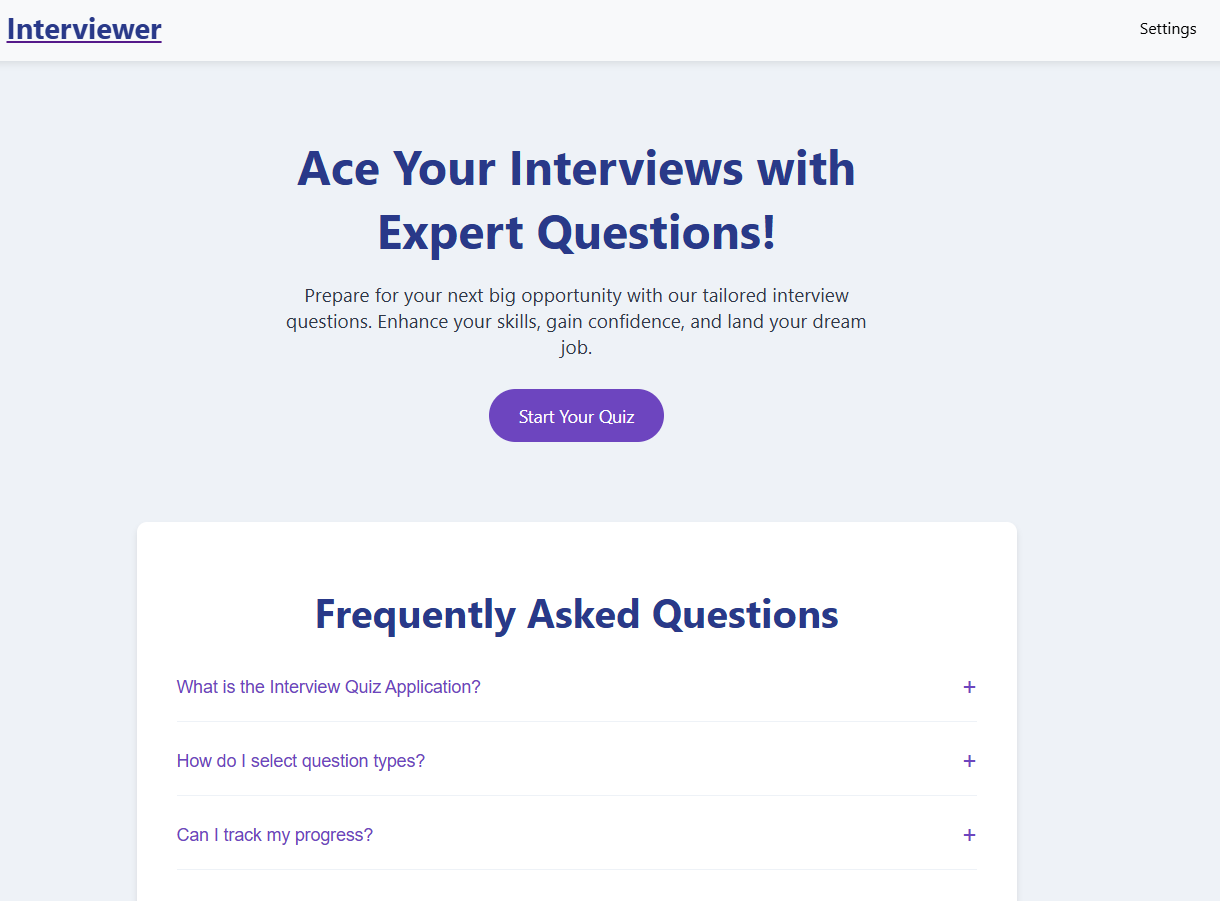 Interviewer
Settings
Ace Your Interviews with
Expert Questions!
Prepare for your next big opportunity with our tailored interview
questions. Enhance your skills, gain confidence, and land your dream
job.
Start Your Quiz
Frequently Asked Questions
What is the Interview Quiz Application?
+
How do I select question types?
+
Can I track my progress?
+